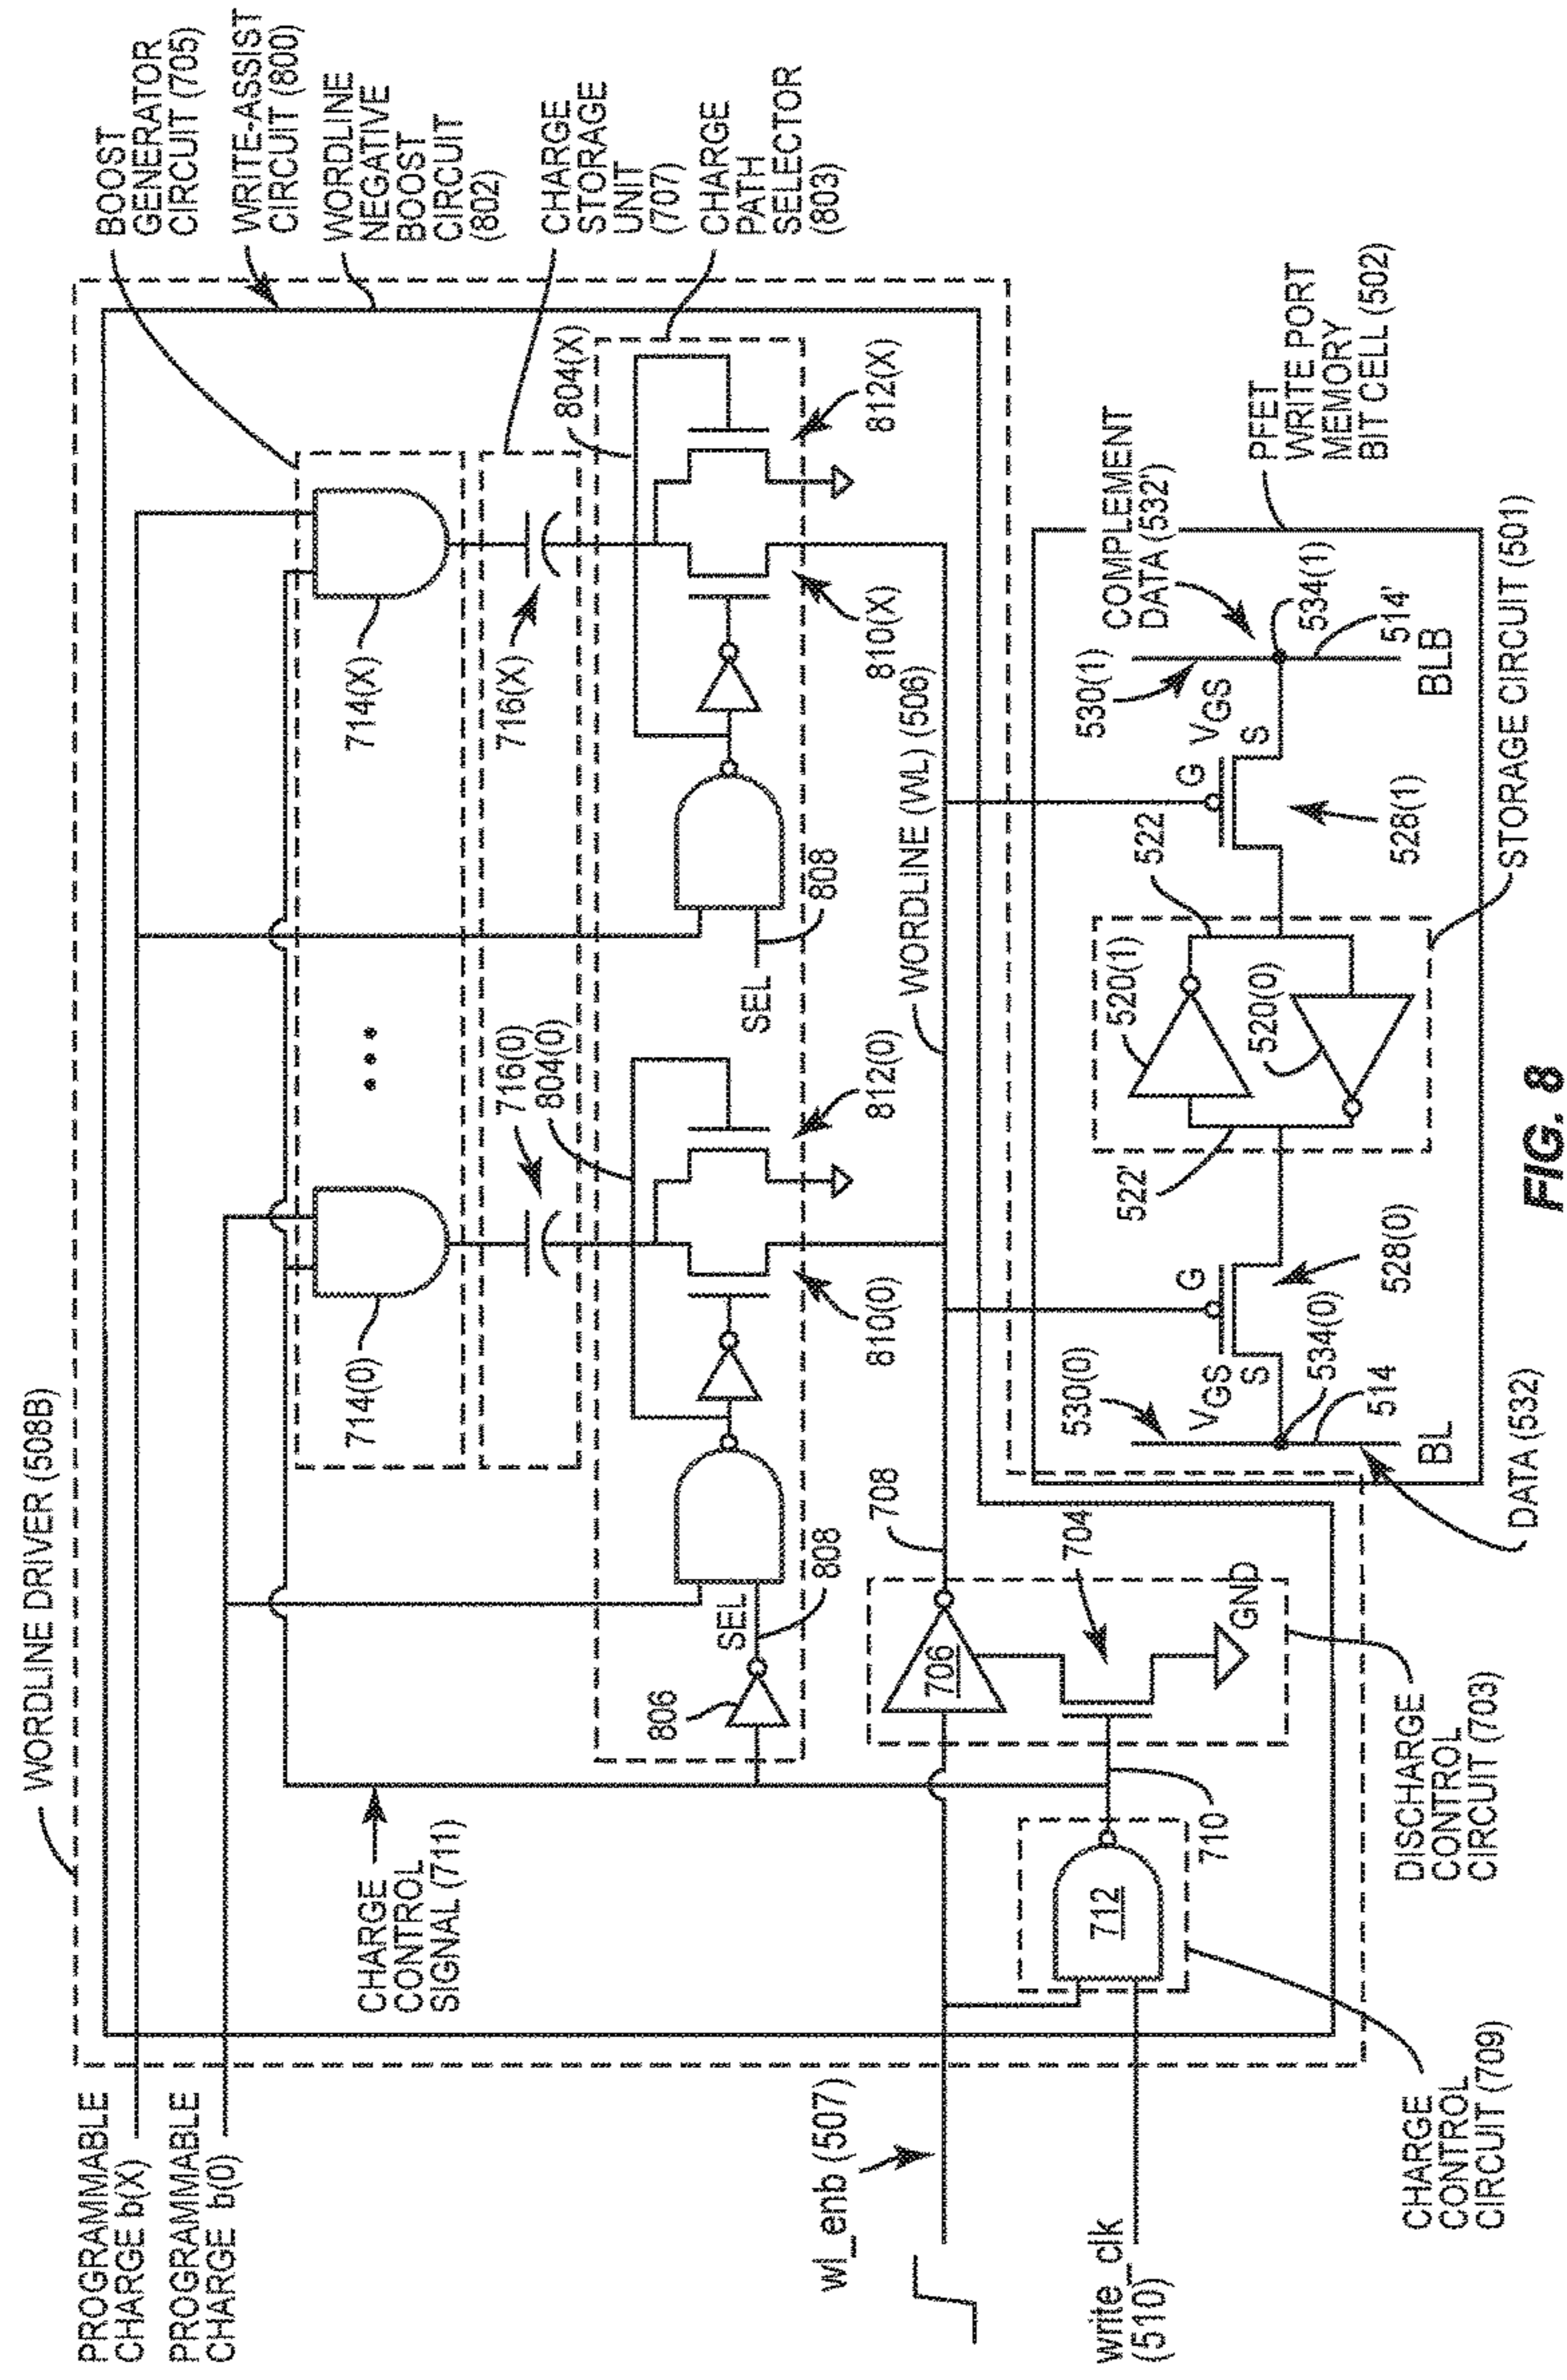 WORDLINE DRIVER (508B)
BOOST
GENERATOR
CIRCUIT (705)
WRITE-ASSIST
CIRCUIT (800)
WORDLINE
NEGATIVE
BOOST
CIRCUIT
(802)
CHARGE
STORAGE
UNIT
(707)
CHARGE
PATH
SELECTOR
(803)
PROGRAMMABLE
CHARGE b(X)
PROGRAMMABLE
CHARGE b(0)
CHARGE
CONTROL
SIGNAL (711)
714(0)
714(X)
716(0)
804(0)
716(X)
804(X)
806
SEL
808
SEL
808
810(0)
812(0)
810(X)
812(X)
wl_enb (507)
write_clk
(510)
706
708
704
GND
WORDLINE (WL) (506)
712
710
CHARGE
CONTROL
CIRCUIT (709)
DISCHARGE
CONTROL
CIRCUIT (703)
530(0)
VGS
G
S
534(0)
514
BL
DATA (532)
528(0)
522'
520(1)
520(0)
522
G
VGS
S
528(1)
530(1)
COMPLEMENT
DATA (532')
534(1)
514'
BLB
PFET
WRITE PORT
MEMORY
BIT CELL (502)
STORAGE CIRCUIT (501)
FIG. 8